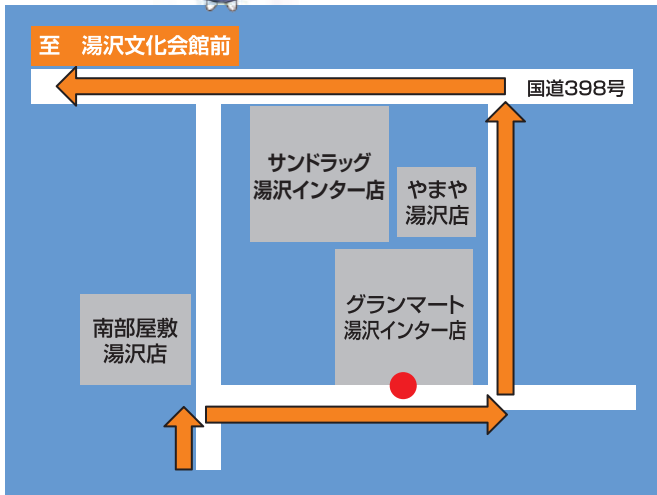 至　湯沢文化会館前
国道398号
サンドラッグ
湯沢インター店
やまや
湯沢店
グランマート
湯沢インター店
南部屋敷
湯沢店